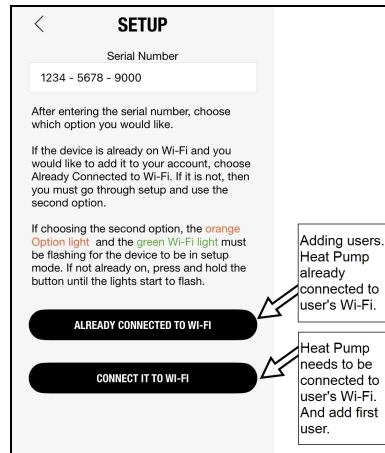 SETUP
Serial Number
1234 - 5678 - 9000
After entering the serial number, choose
which option you would like.
If the device is already on Wi-Fi and you
would like to add it to your account, choose
Already Connected to Wi-Fi. If it is not, then
you must go through setup and use the
second option.
If choosing the second option, the orange
Option light and the green Wi-Fi light must
be flashing for the device to be in setup
mode. If not already on, press and hold the
button until the lights start to flash.
ALREADY CONNECTED TO WI-FI
Adding users.
Heat Pump
already
connected to
user's Wi-Fi.
CONNECT IT TO WI-FI
Heat Pump
needs to be
connected to
user's Wi-Fi.
And add first
user.